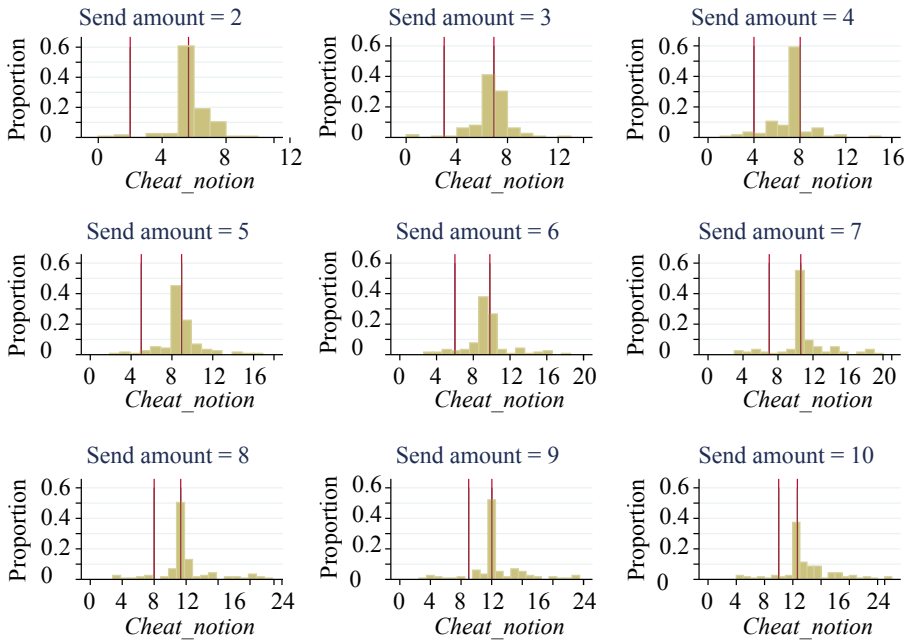 Send amount = 2
Proportion
0.6
0.4
0.2
0
0 4 8 12
Cheat_notion
Send amount = 3
Proportion
0.6
0.4
0.2
0
0 4 8 12
Cheat_notion
Send amount = 4
Proportion
0.6
0.4
0.2
0
0 4 8 12 16
Cheat_notion
Send amount = 5
Proportion
0.6
0.4
0.2
0
0 4 8 12 16
Cheat_notion
Send amount = 6
Proportion
0.6
0.4
0.2
0
0 4 8 12 16 20
Cheat_notion
Send amount = 7
Proportion
0.6
0.4
0.2
0
0 4 8 12 16 20
Cheat_notion
Send amount = 8
Proportion
0.6
0.4
0.2
0
0 4 8 12 16 20 24
Cheat_notion
Send amount = 9
Proportion
0.6
0.4
0.2
0
0 4 8 12 16 20 24
Cheat_notion
Send amount = 10
Proportion
0.6
0.4
0.2
0
0 4 8 12 16 20 24
Cheat_notion